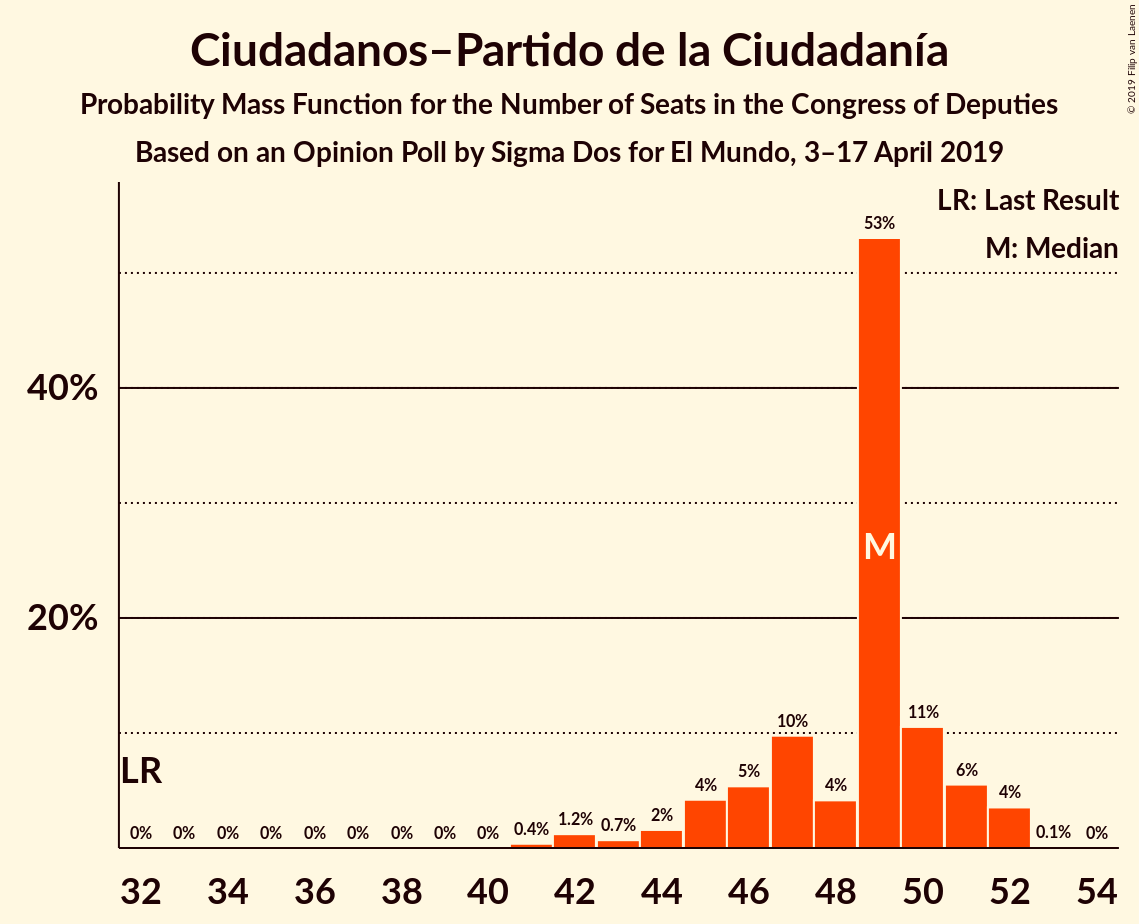 Ciudadanos–Partido de la Ciudadanía
Probability Mass Function for the Number of Seats in the Congress of Deputies
Based on an Opinion Poll by Sigma Dos for El Mundo, 3–17 April 2019
© 2019 Filip van Laenen
LR: Last Result
M: Median
53%
40%
M
20%
LR
0% 0% 0% 0% 0% 0% 0% 0% 0% 0.4% 1.2% 0.7% 2% 4% 5% 10% 4% 11% 6% 4% 0.1% 0%
32 34 36 38 40 42 44 46 48 50 52 54